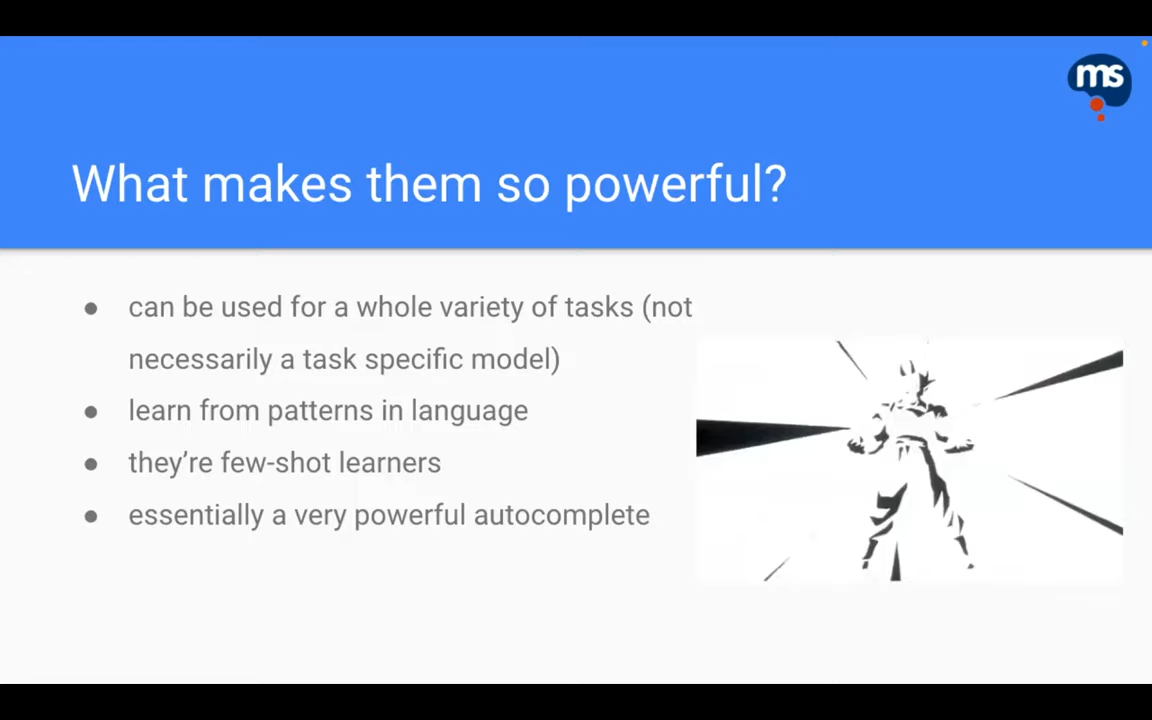 ms
What makes them so powerful?
● can be used for a whole variety of tasks (not
necessarily a task specific model)
● learn from patterns in language
● they’re few-shot learners
● essentially a very powerful autocomplete